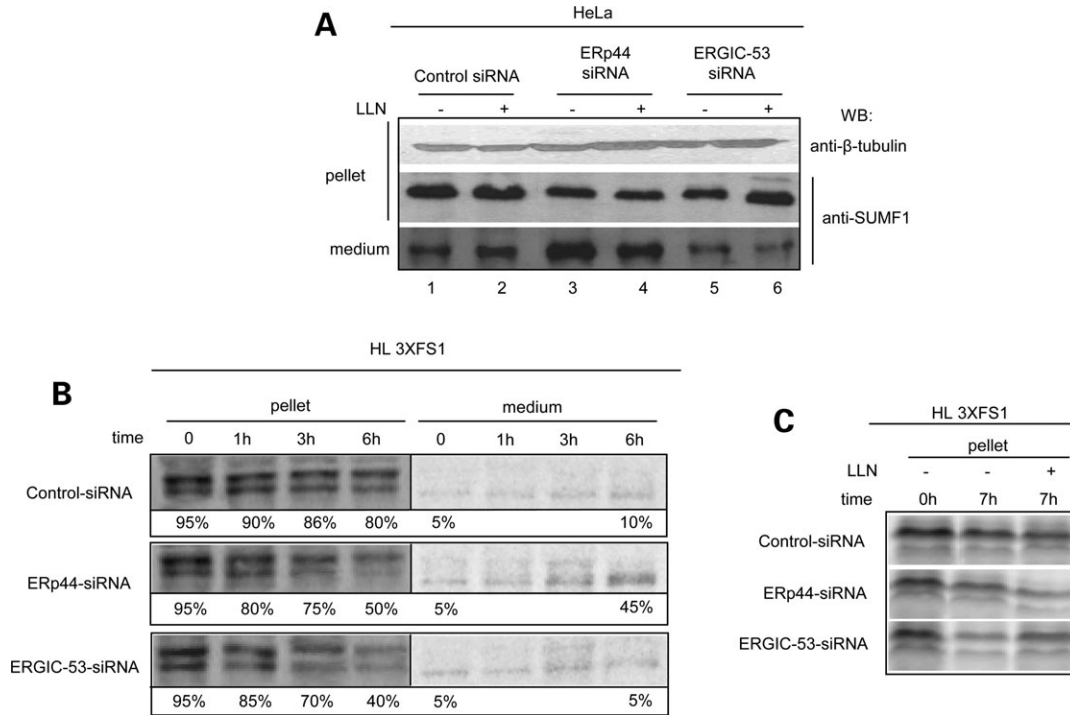 A
HeLa
Control siRNA
ERp44
siRNA
ERGIC-53
siRNA
LLN - + - + - + WB:
anti-β-tubulin
pellet
anti-SUMF1
medium
1 2 3 4 5 6
B
HL 3XFS1
pellet medium
time 0 1h 3h 6h 0 1h 3h 6h
Control-siRNA
95% 90% 86% 80% 5% 10%
ERp44-siRNA
95% 80% 75% 50% 5% 45%
ERGIC-53-siRNA
95% 85% 70% 40% 5% 5%
C
HL 3XFS1
pellet
LLN - - +
time 0h 7h 7h
Control-siRNA
ERp44-siRNA
ERGIC-53-siRNA